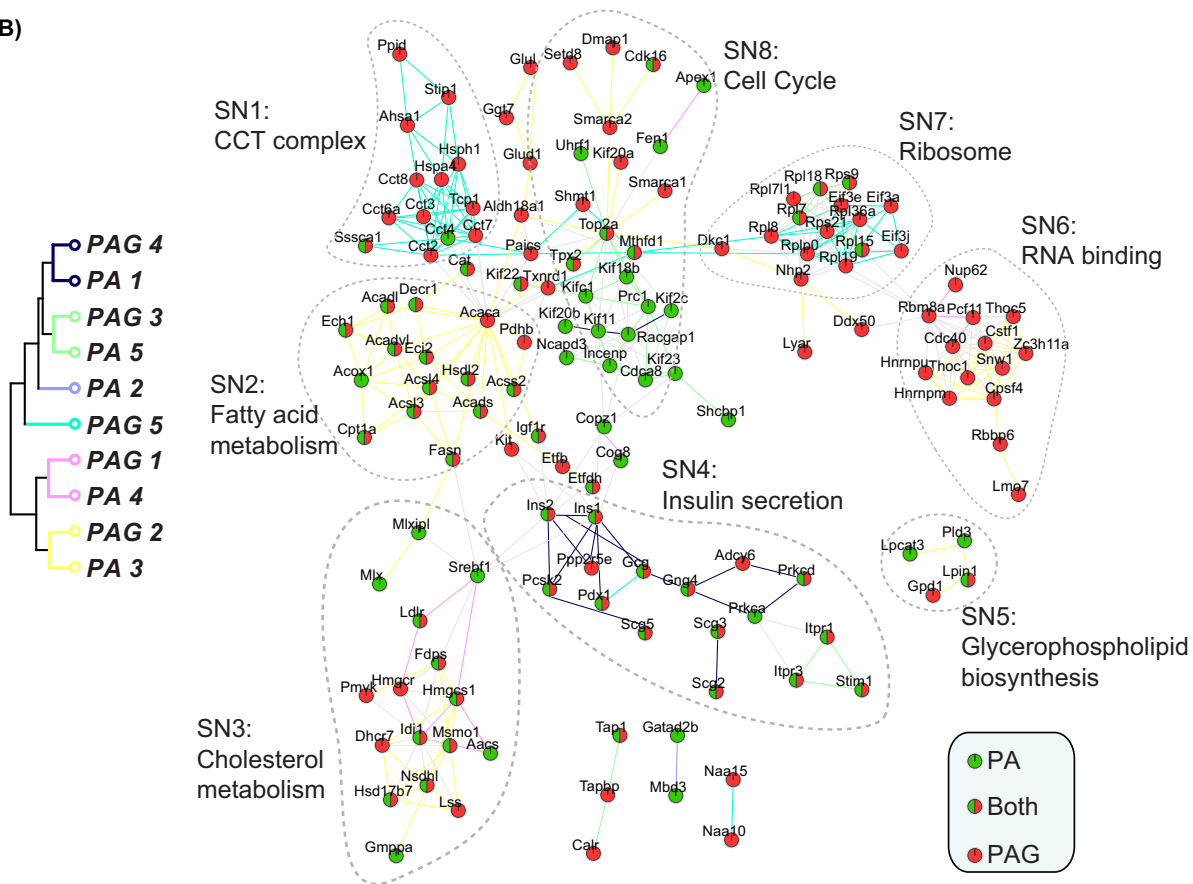 B)
PAG 4
PA 1
PAG 3
PA 5
PA 2
PAG 5
PAG 1
PA 4
PAG 2
PA 3
SN1:
CCT complex
Ppid
Stip1
Ahsa1
Hsph1
Hspa4
Cct8
Cct3
Tcp1
Cct6a
Cct4
Cct7
Sssca1
Cct2
Glul
Ggt7
Glud1
Aldh18a1
Paics
Cat
SN8:
Cell Cycle
Setd8
Dmap1
Cdk16
Apex1
Smarca2
Uhrf1
Fen1
Kif20a
Smarca1
Shmt1
Top2a
Mthfd1
Tpx2
Kif22
Txnrd1
Kif18b
Kifc1
Prc1
Kif2c
Kif20b
Kif11
Racgap1
Ncapd3
Incenp
Kif23
Cdca8
Shcbp1
SN7:
Ribosome
Rpl18
Rps9
Rpl7l1
Eif3e
Eif3a
Rpl7
Rpl36a
Rps21
Rpl8
Eif3j
Rplp0
Rpl15
Rpl19
Dkc1
Nhp2
Ddx50
Lyar
SN6:
RNA binding
Nup62
Rbm8a
Pcf11
Thoc5
Cstf1
Cdc40
Zc3h11a
Snw1
Hnrnpu
Thoc1
Hnrnpm
Cpsf4
Rbbp6
Lmo7
SN2:
Fatty acid
metabolism
Acadl
Decr1
Ech1
Acaca
Acadvl
Eci2
Pdhb
Acox1
Hsdl2
Acsl4
Acss2
Acsl3
Acads
Cpt1a
Fasn
Igf1r
Kit
Etfb
Etfdh
Copz1
Cog8
SN4:
Insulin secretion
Ins2
Ins1
Ppp2r5e
Gcg
Pcsk2
Pdx1
Scg5
Gng4
Adcy6
Prkcd
Prkca
Scg3
Scg2
Itpr1
Itpr3
Stim1
SN5:
Glycerophospholipid
biosynthesis
Lpcat3
Pld3
Gpd1
Lpin1
SN3:
Cholesterol
metabolism
Mlxipl
Mlx
Srebf1
Ldlr
Fdps
Pmvk
Hmgcr
Hmgcs1
Dhcr7
Idi1
Msmo1
Aacs
Nsdhl
Hsd17b7
Lss
Gmppa
Tap1
Tapbp
Calr
Gatad2b
Mbd3
Naa15
Naa10
PA
Both
PAG